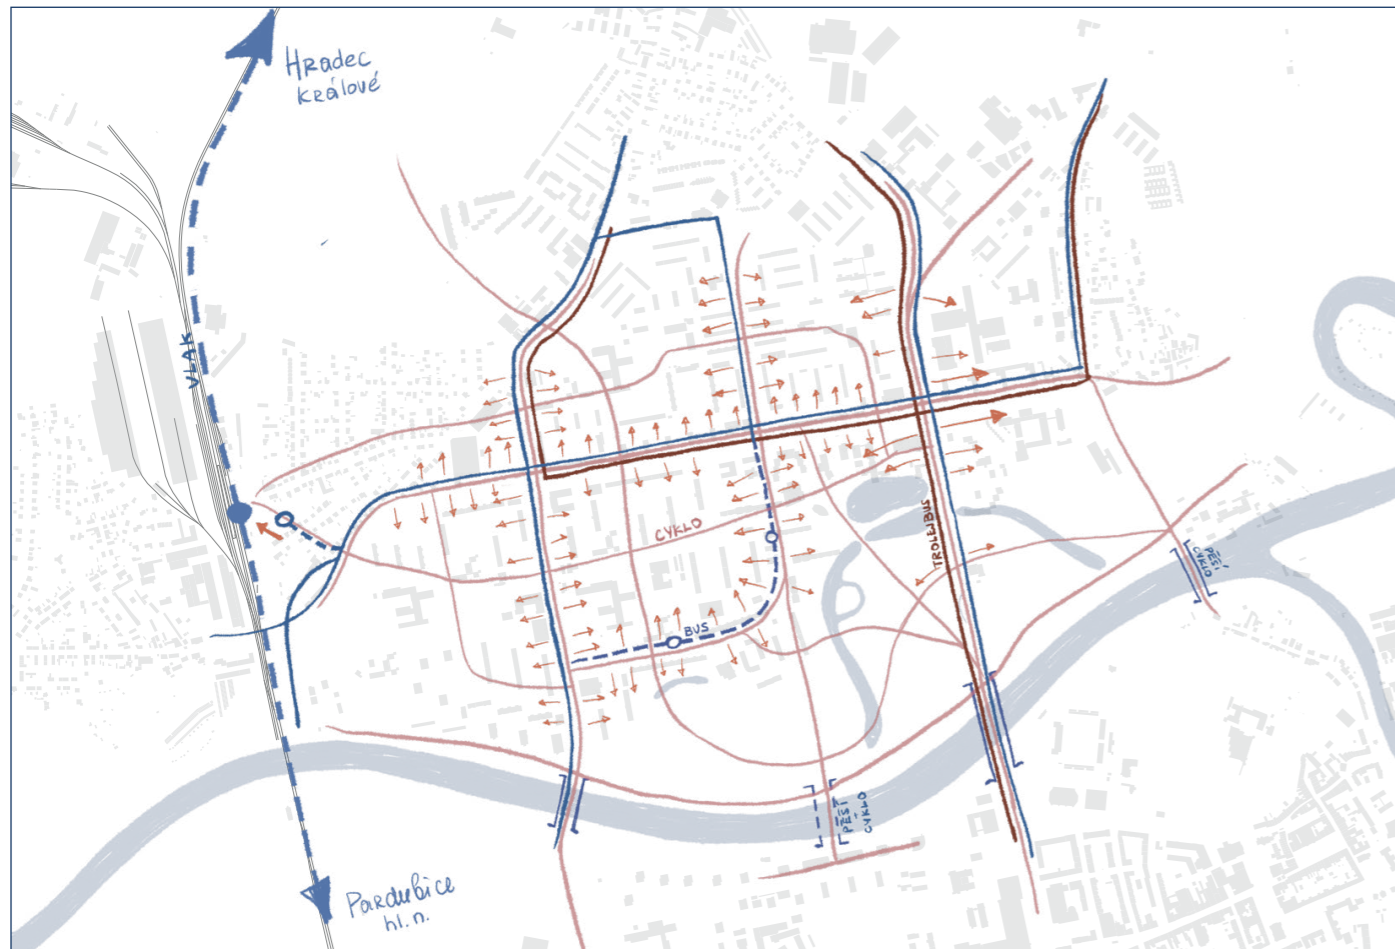 Hradec
Králové
VLAK
CYKLO
TROLEJBUS
PĚŠÍ
CYKLO
BUS
PĚŠÍ
CYKLO
Pardubice
hl.n.